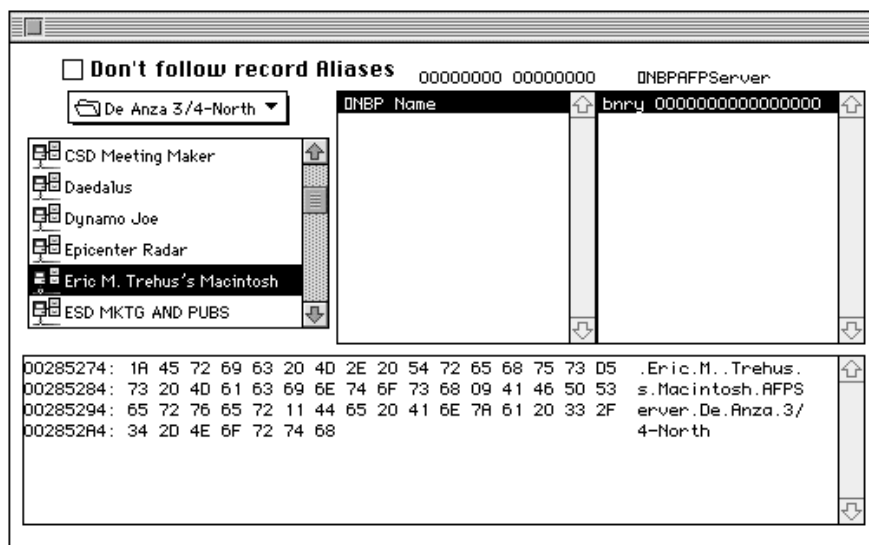 Don't follow record Aliases
00000000 00000000
DNBPAFPServer
De Anza 3/4-North
DNBP Name
bnry 0000000000000000
CSD Meeting Maker
Daedalus
Dynamo Joe
Epicenter Radar
Eric M. Trehus's Macintosh
ESD MKTG AND PUBS
00285274: 1A 45 72 69 63 20 4D 2E 20 54 72 65 68 75 73 D5 .Eric.M..Trehus.
00285284: 73 20 4D 61 63 69 6E 74 6F 73 68 09 41 46 50 53 s.Macintosh.AFPS
00285294: 65 72 76 65 72 11 44 65 20 41 6E 7A 61 20 33 2F erver.De.Anza.3/
002852A4: 34 2D 4E 6F 72 74 68 4-North